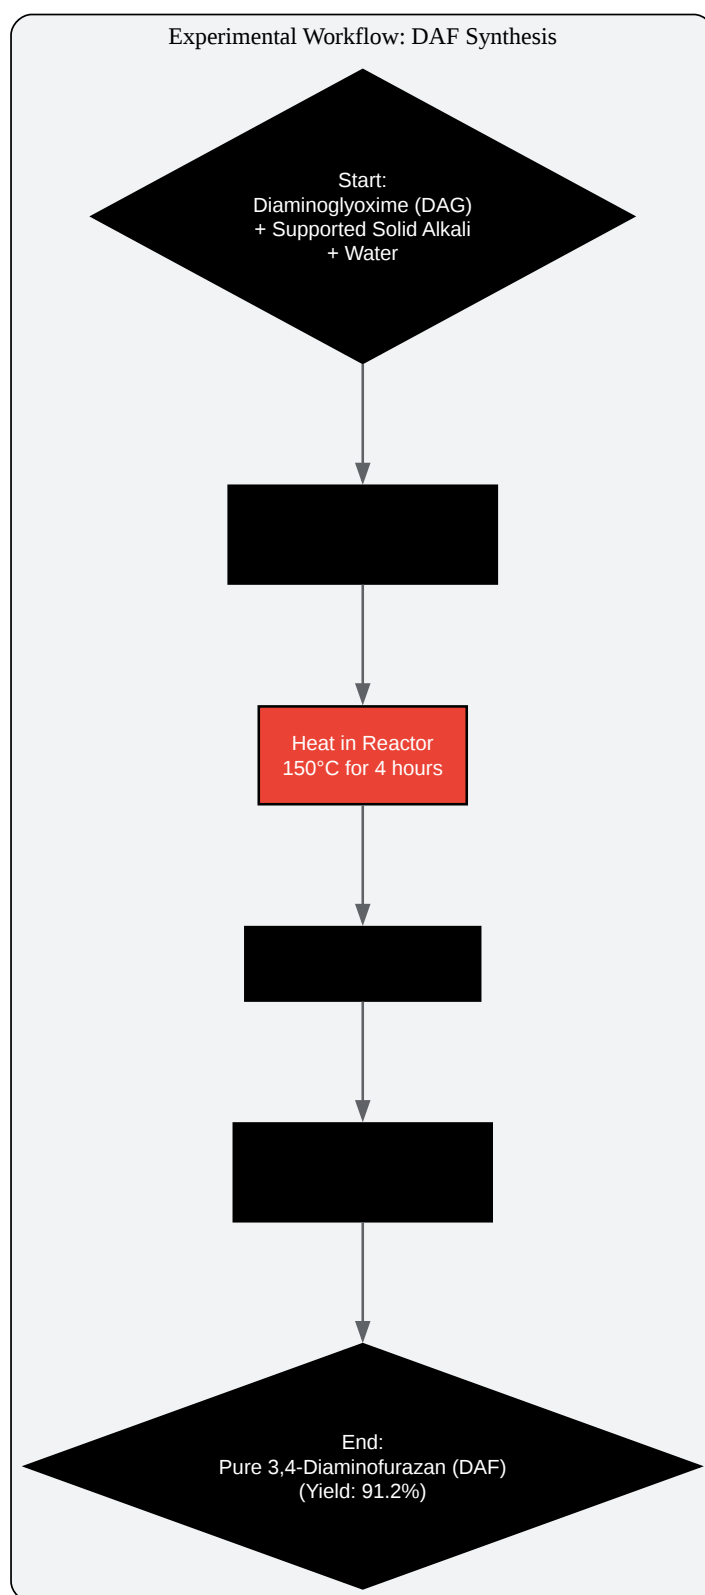 Experimental Workflow: DAF Synthesis
Start:
Diaminoglyoxime (DAG)
+ Supported Solid Alkali
+ Water
Heat in Reactor
150°C for 4 hours
End:
Pure 3,4-Diaminofurazan (DAF)
(Yield: 91.2%)